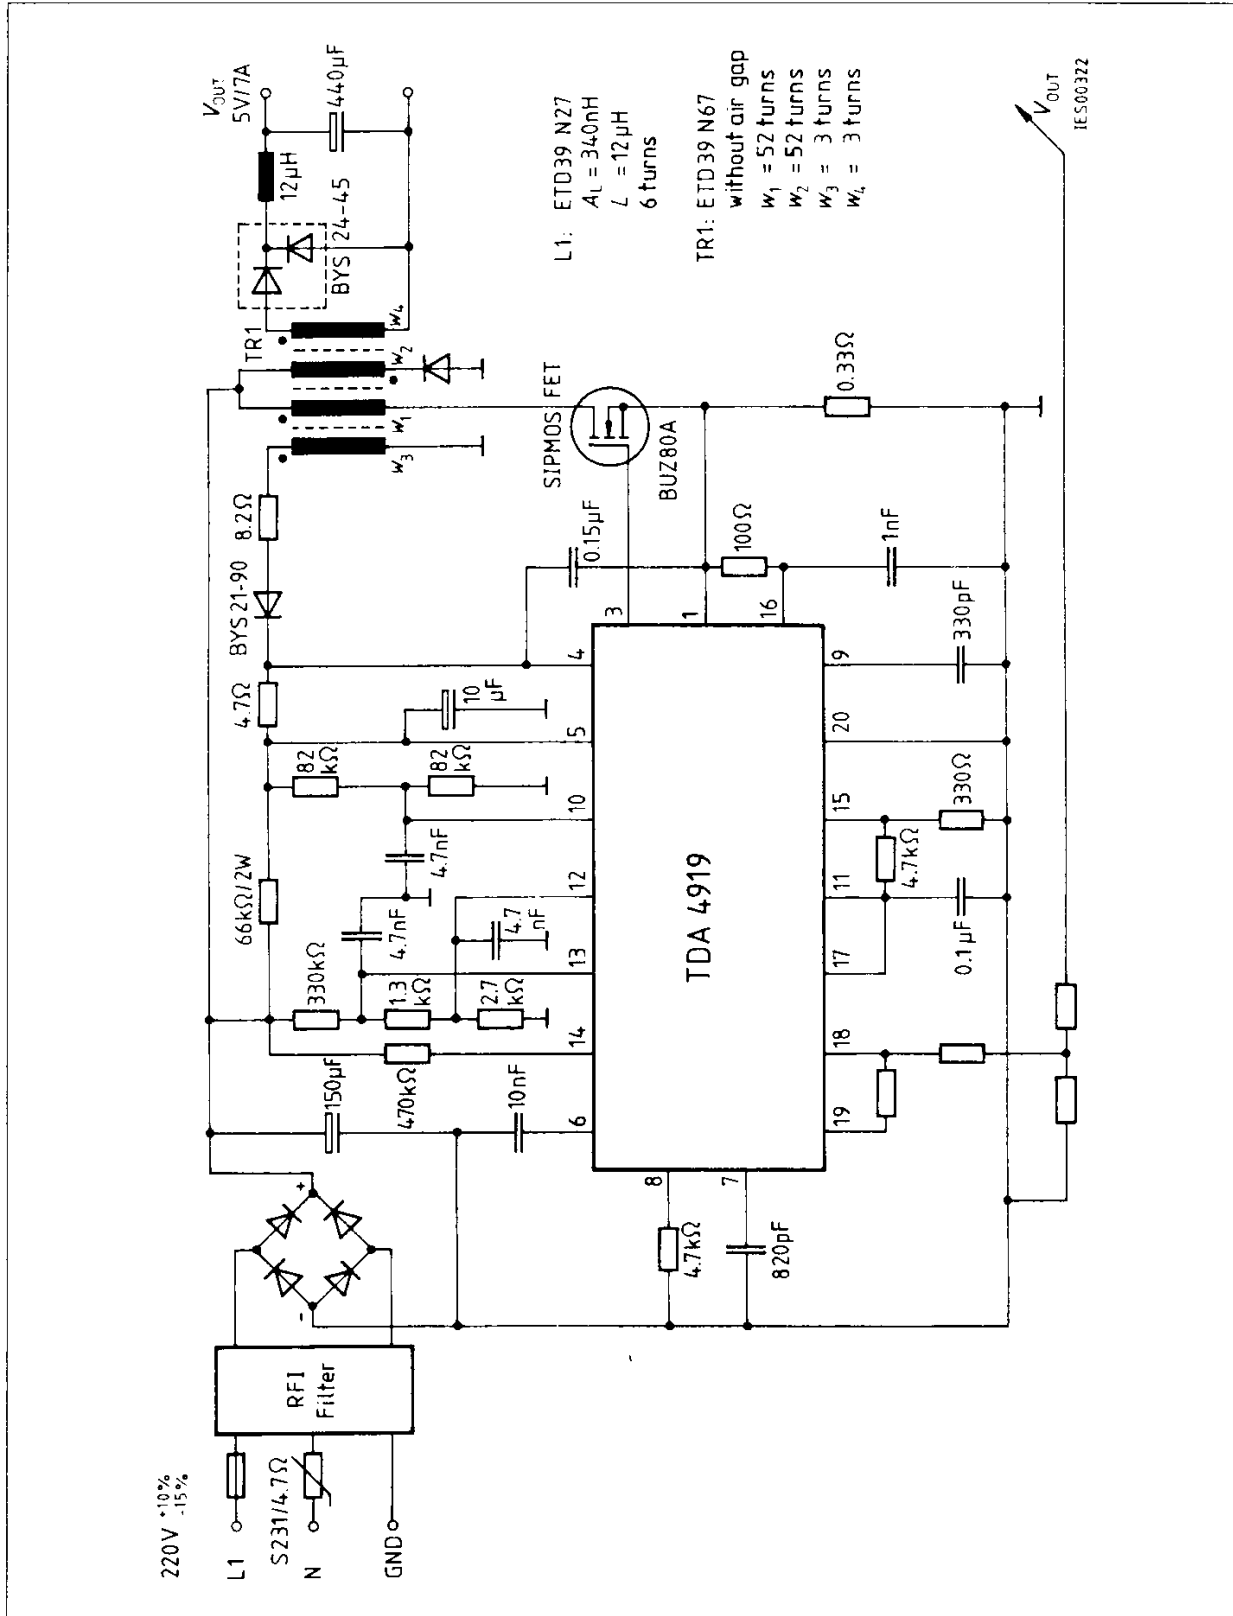 220V +10%
-15%
L1
S231/4.7Ω
N
GND
RFI
Filter
+
-
150µF
470kΩ
10nF
330kΩ
1.3
kΩ
2.7
kΩ
66kΩ/2W
4.7nF
4.7nF
4.7
nF
82
kΩ
82
kΩ
4.7Ω
10
µF
BYS 21-90
8.2Ω
0.15µF
TR1
w3
w1
w2
w4
BYS 24-45
12µH
VOUT
5V/7A
440µF
SIPMOS FET
BUZ80A
100Ω
0.33Ω
1nF
6
14
13
12
10
5
4
3
1
16
8
7
TDA 4919
19
18
17
11
15
20
9
4.7kΩ
820pF
0.1µF
4.7kΩ
330Ω
330pF
L1: ETD39 N27
AL = 340nH
L = 12µH
6 turns
TR1: ETD39 N67
without air gap
w1 = 52 turns
w2 = 52 turns
w3 = 3 turns
w4 = 3 turns
VOUT
IES00322